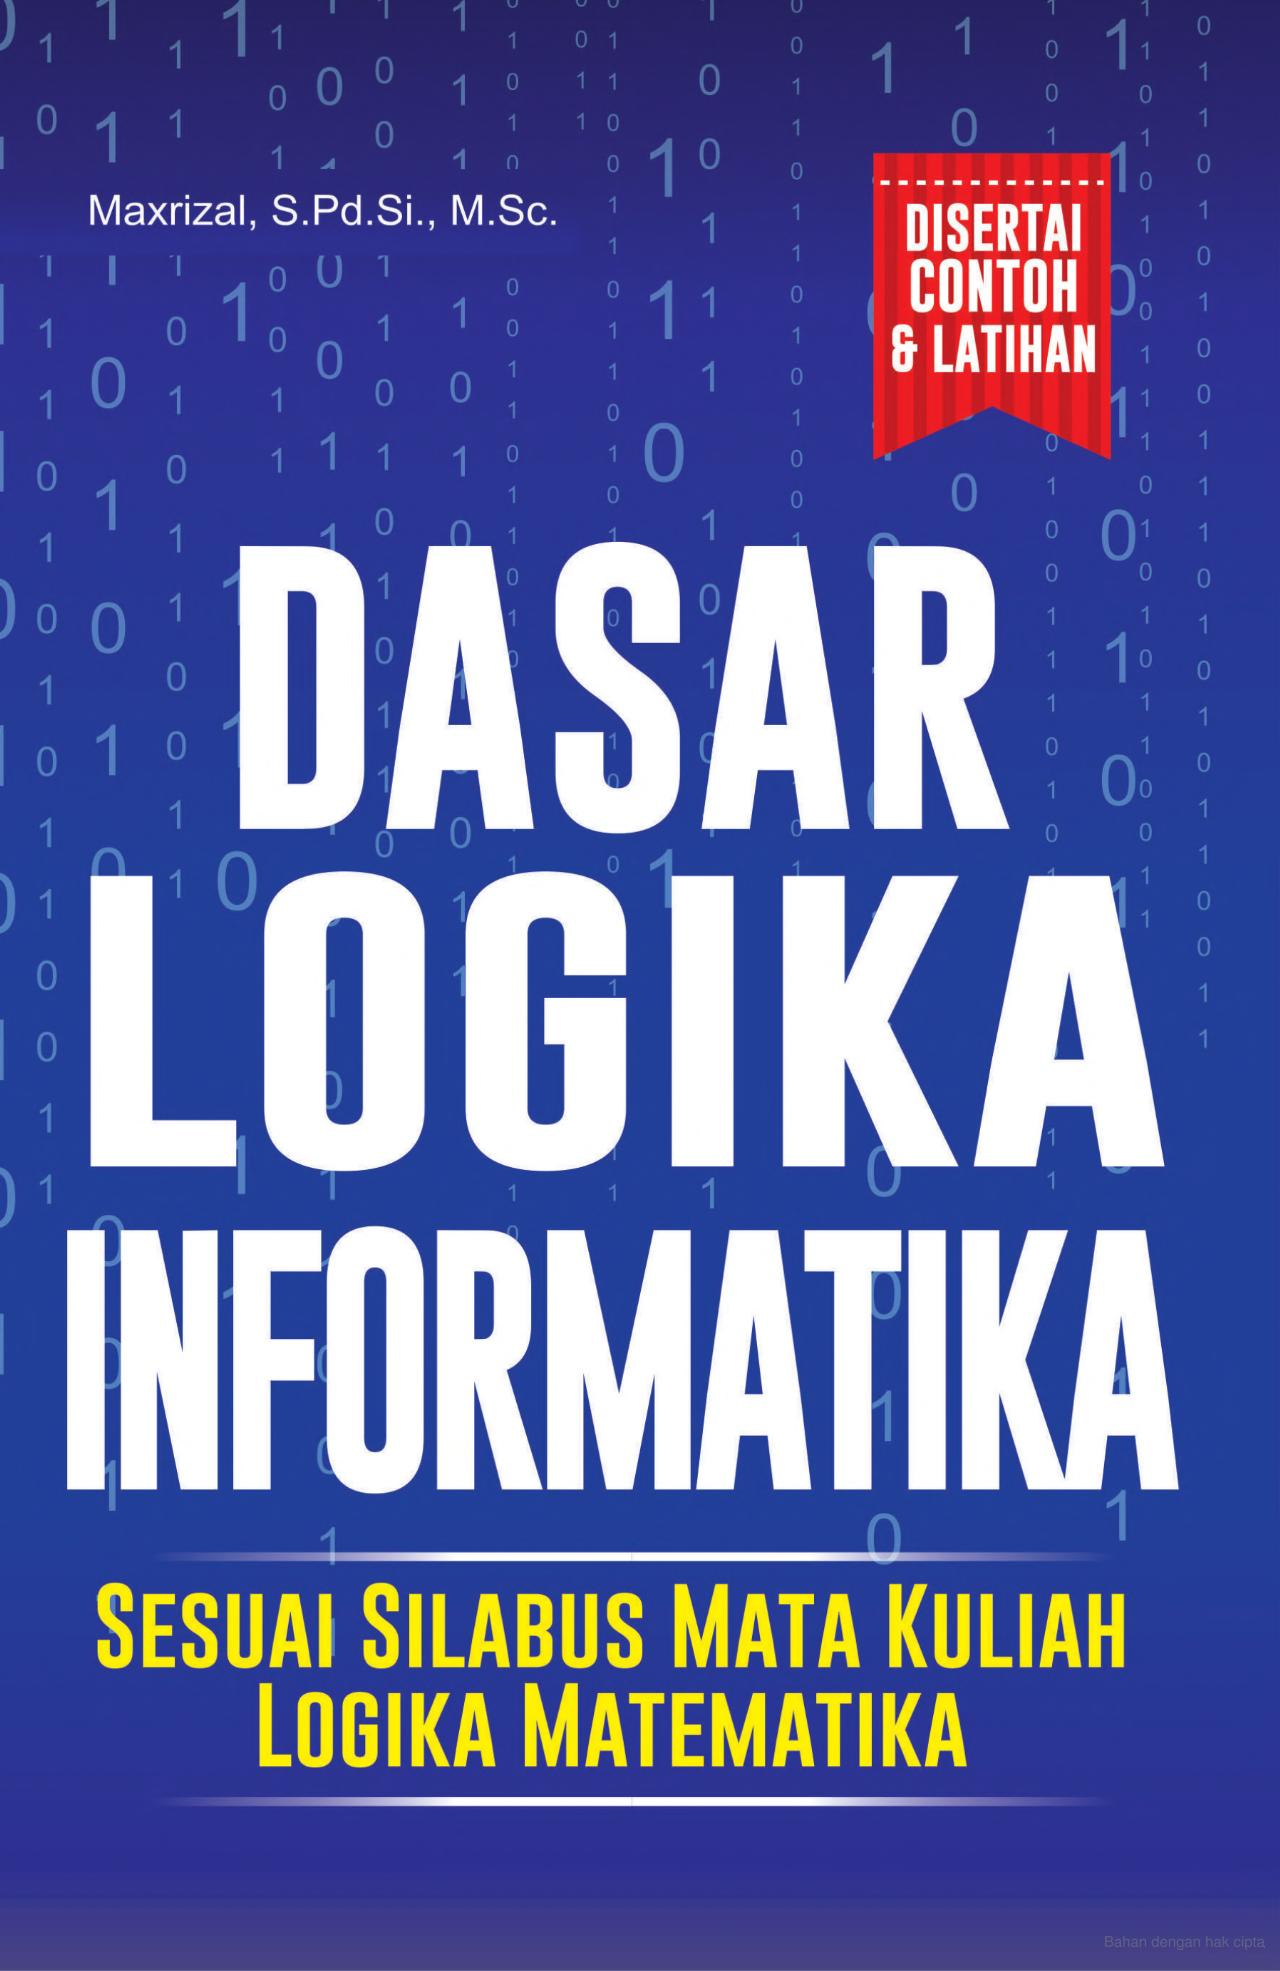 Maxrizal, S.Pd.Si., M.Sc.
DISERTAI
CONTOH
& LATIHAN
DASAR
LOGIKA
INFORMATIKA
SESUAI SILABUS MATA KULIAH
LOGIKA MATEMATIKA
Bahan dengan hak cipta